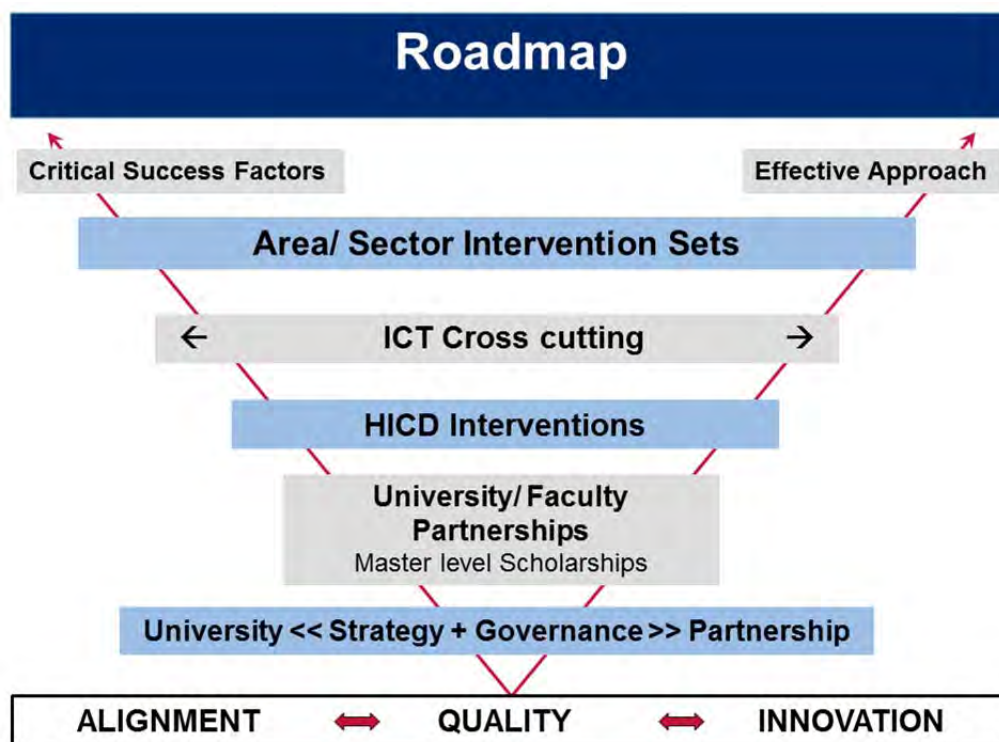 Roadmap
Critical Success Factors
Effective Approach
Area/ Sector Intervention Sets
← ICT Cross cutting →
HICD Interventions
University/ Faculty
Partnerships
Master level Scholarships
University << Strategy + Governance >> Partnership
ALIGNMENT ↔ QUALITY ↔ INNOVATION